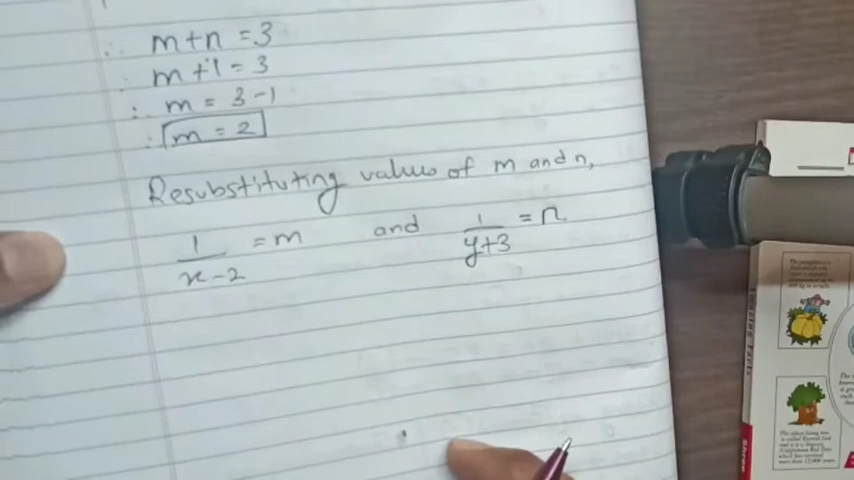 ∴ m+n = 3
∴ m+1 = 3
∴ m = 3-1
∴ m = 2
Resubstituting values of m and n,
1/(x-2) = m and 1/(y+3) = n